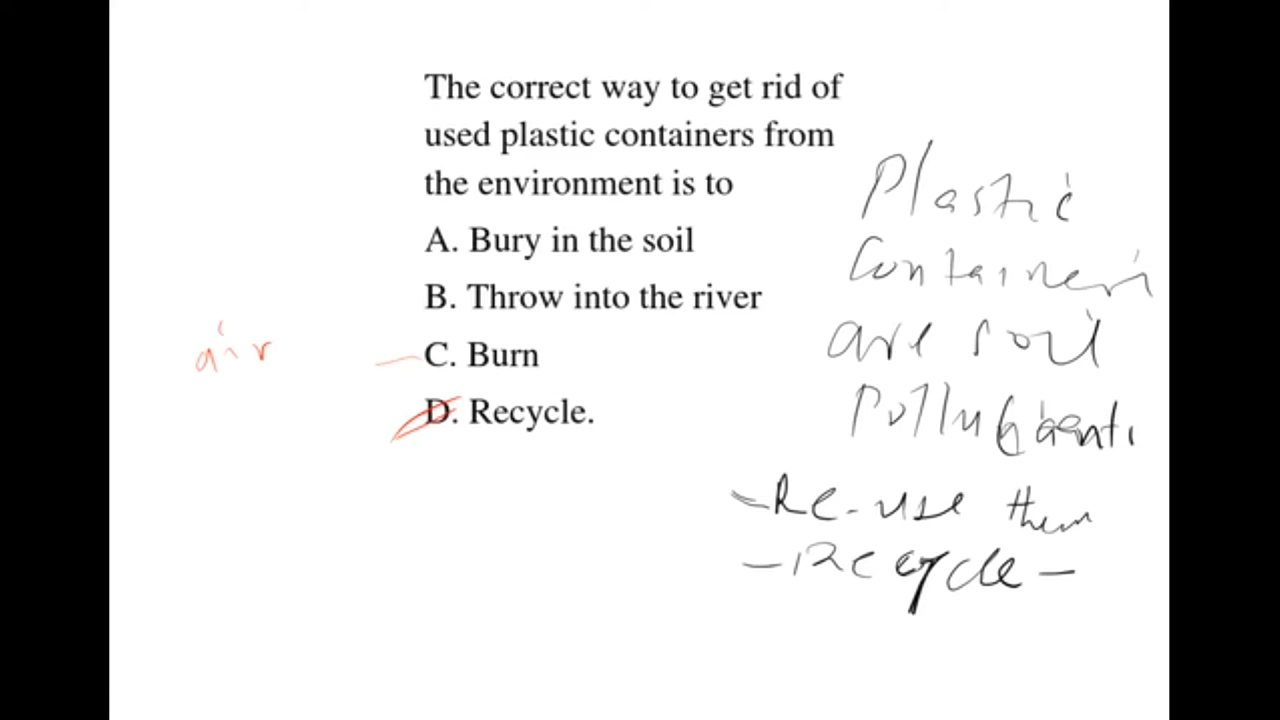 The correct way to get rid of
used plastic containers from
the environment is to
A. Bury in the soil
B. Throw into the river
C. Burn
D. Recycle.
air
Plastic
Containers
are soil
- Re-use them
- Recycle -